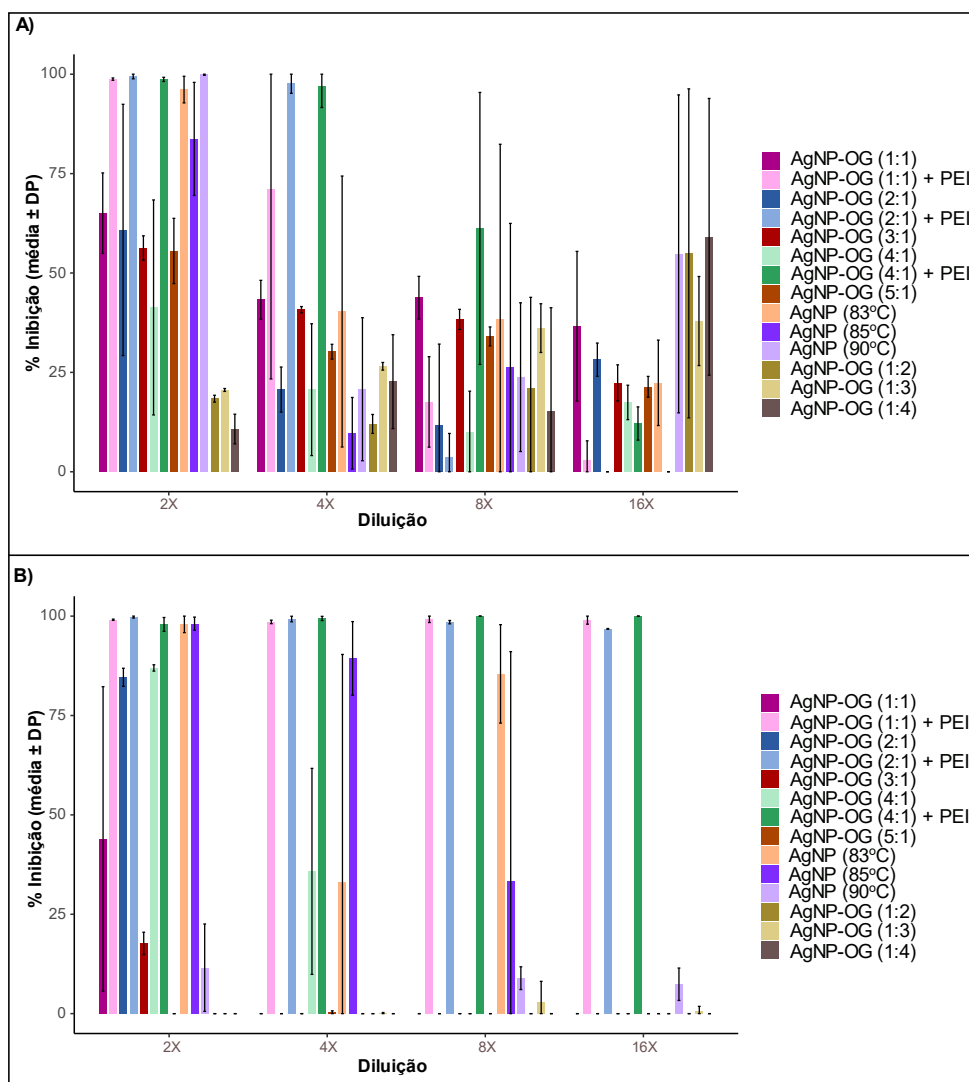 A)
% Inibição (média ± DP)
100
75
50
25
0
2X
4X
8X
16X
Diluição
AgNP-OG (1:1)
AgNP-OG (1:1) + PEI
AgNP-OG (2:1)
AgNP-OG (2:1) + PEI
AgNP-OG (3:1)
AgNP-OG (4:1)
AgNP-OG (4:1) + PEI
AgNP-OG (5:1)
AgNP (83ºC)
AgNP (85ºC)
AgNP (90ºC)
AgNP-OG (1:2)
AgNP-OG (1:3)
AgNP-OG (1:4)
B)
% Inibição (média ± DP)
100
75
50
25
0
2X
4X
8X
16X
Diluição
AgNP-OG (1:1)
AgNP-OG (1:1) + PEI
AgNP-OG (2:1)
AgNP-OG (2:1) + PEI
AgNP-OG (3:1)
AgNP-OG (4:1)
AgNP-OG (4:1) + PEI
AgNP-OG (5:1)
AgNP (83ºC)
AgNP (85ºC)
AgNP (90ºC)
AgNP-OG (1:2)
AgNP-OG (1:3)
AgNP-OG (1:4)